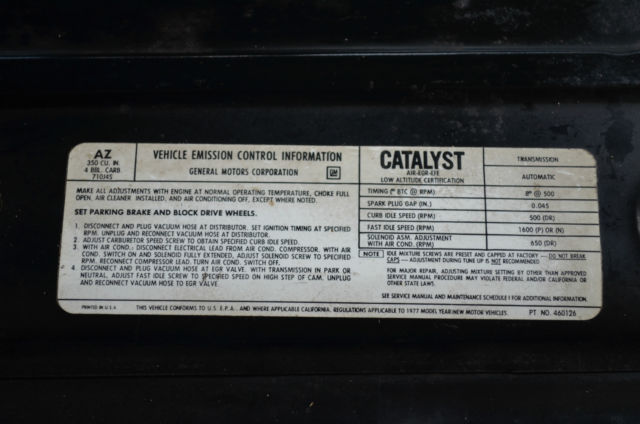 AZ
350 CU. IN.
4 BBL. CARB.
710J4S
VEHICLE EMISSION CONTROL INFORMATION
GENERAL MOTORS CORPORATION
GM
MAKE ALL ADJUSTMENTS WITH ENGINE AT NORMAL OPERATING TEMPERATURE, CHOKE FULL
OPEN, AIR CLEANER INSTALLED, AND AIR CONDITIONING OFF, EXCEPT WHERE NOTED.
SET PARKING BRAKE AND BLOCK DRIVE WHEELS.
1. DISCONNECT AND PLUG VACUUM HOSE AT DISTRIBUTOR. SET IGNITION TIMING AT SPECIFIED
RPM. UNPLUG AND RECONNECT VACUUM HOSE AT DISTRIBUTOR.
2. ADJUST CARBURETOR SPEED SCREW TO OBTAIN SPECIFIED CURB IDLE SPEED.
3. WITH AIR COND.: DISCONNECT ELECTRICAL LEAD FROM AIR COMPRESSOR. WITH AIR
COND. SWITCH ON AND SOLENOID FULLY EXTENDED, ADJUST SOLENOID SCREW TO SPECIFIED
RPM. RECONNECT COMPRESSOR LEAD. TURN AIR COND. SWITCH OFF.
4. DISCONNECT AND PLUG VACUUM HOSE AT EGR VALVE. WITH TRANSMISSION IN PARK OR
NEUTRAL, ADJUST FAST IDLE SCREW TO SPECIFIED SPEED ON HIGH STEP OF CAM. UNPLUG
AND RECONNECT VACUUM HOSE TO EGR VALVE.
CATALYST
AIR-EGR-EFE
LOW ALTITUDE CERTIFICATION
TRANSMISSION
AUTOMATIC
TIMING (° BTC @ RPM) 8° @ 500
SPARK PLUG GAP (IN.) 0.045
CURB IDLE SPEED (RPM) 500 (DR)
FAST IDLE SPEED (RPM) 1600 (P) OR (N)
SOLENOID ASM. ADJUSTMENT
WITH AIR COND. (RPM) 650 (DR)
NOTE IDLE MIXTURE SCREWS ARE PRESET AND CAPPED AT FACTORY — DO NOT BREAK
CAPS — ADJUSTMENT DURING TUNE UP IS NOT RECOMMENDED
FOR MAJOR REPAIR, ADJUSTING MIXTURE SETTING BY OTHER THAN APPROVED
SERVICE MANUAL PROCEDURE MAY VIOLATE FEDERAL AND/OR CALIFORNIA OR
OTHER STATE LAWS.
SEE SERVICE MANUAL AND MAINTENANCE SCHEDULE I FOR ADDITIONAL INFORMATION.
PRINTED IN U.S.A. THIS VEHICLE CONFORMS TO U.S. E.P.A., AND WHERE APPLICABLE CALIFORNIA, REGULATIONS APPLICABLE TO 1977 MODEL YEAR NEW MOTOR VEHICLES. PT. NO. 460126